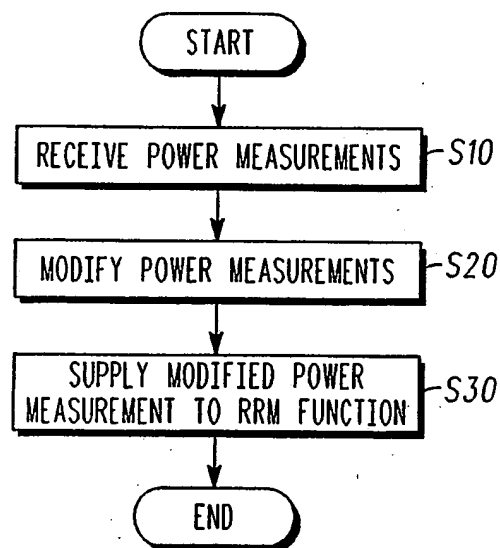 START
RECEIVE POWER MEASUREMENTS
S10
MODIFY POWER MEASUREMENTS
S20
SUPPLY MODIFIED POWER
MEASUREMENT TO RRM FUNCTION
S30
END